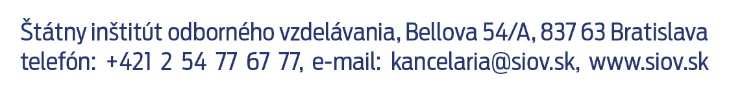 Štátny inštitút odborného vzdelávania, Bellova 54/A, 837 63 Bratislava
telefón: +421 2 54 77 67 77, e-mail: kancelaria@siov.sk, www.siov.sk